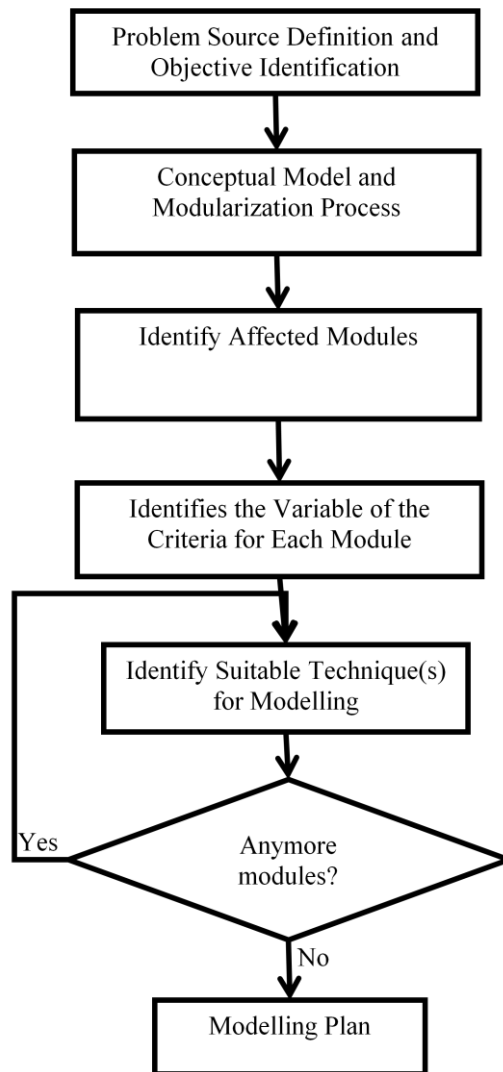 Problem Source Definition and
Objective Identification
Conceptual Model and
Modularization Process
Identify Affected Modules
Identifies the Variable of the
Criteria for Each Module
Identify Suitable Technique(s)
for Modelling
Yes
Anymore
modules?
No
Modelling Plan